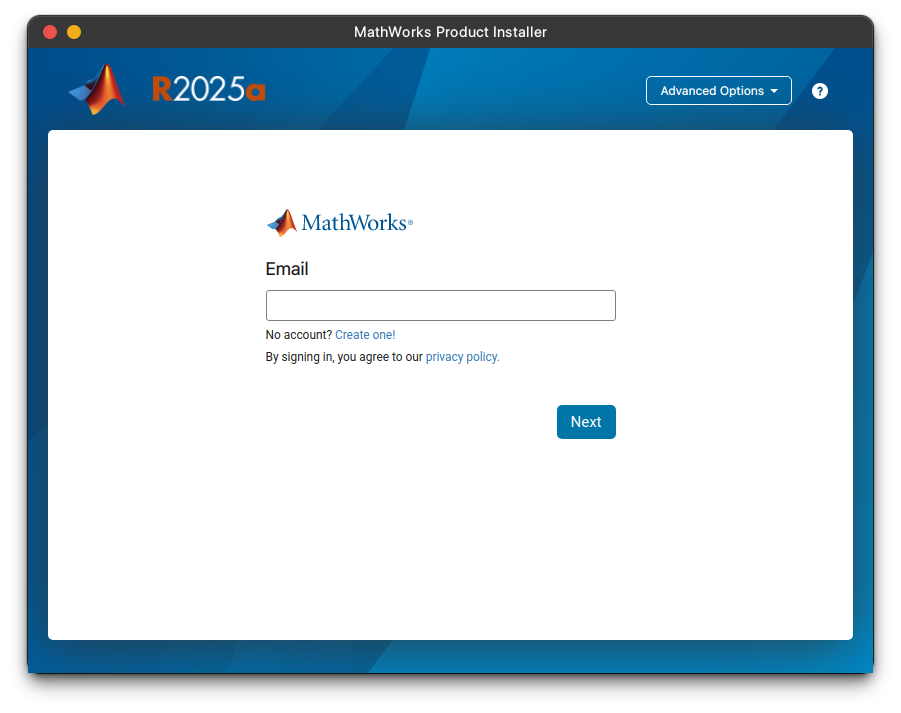 MathWorks Product Installer
R2025a
Advanced Options
?
MathWorks®
Email
No account? Create one!
By signing in, you agree to our privacy policy.
Next